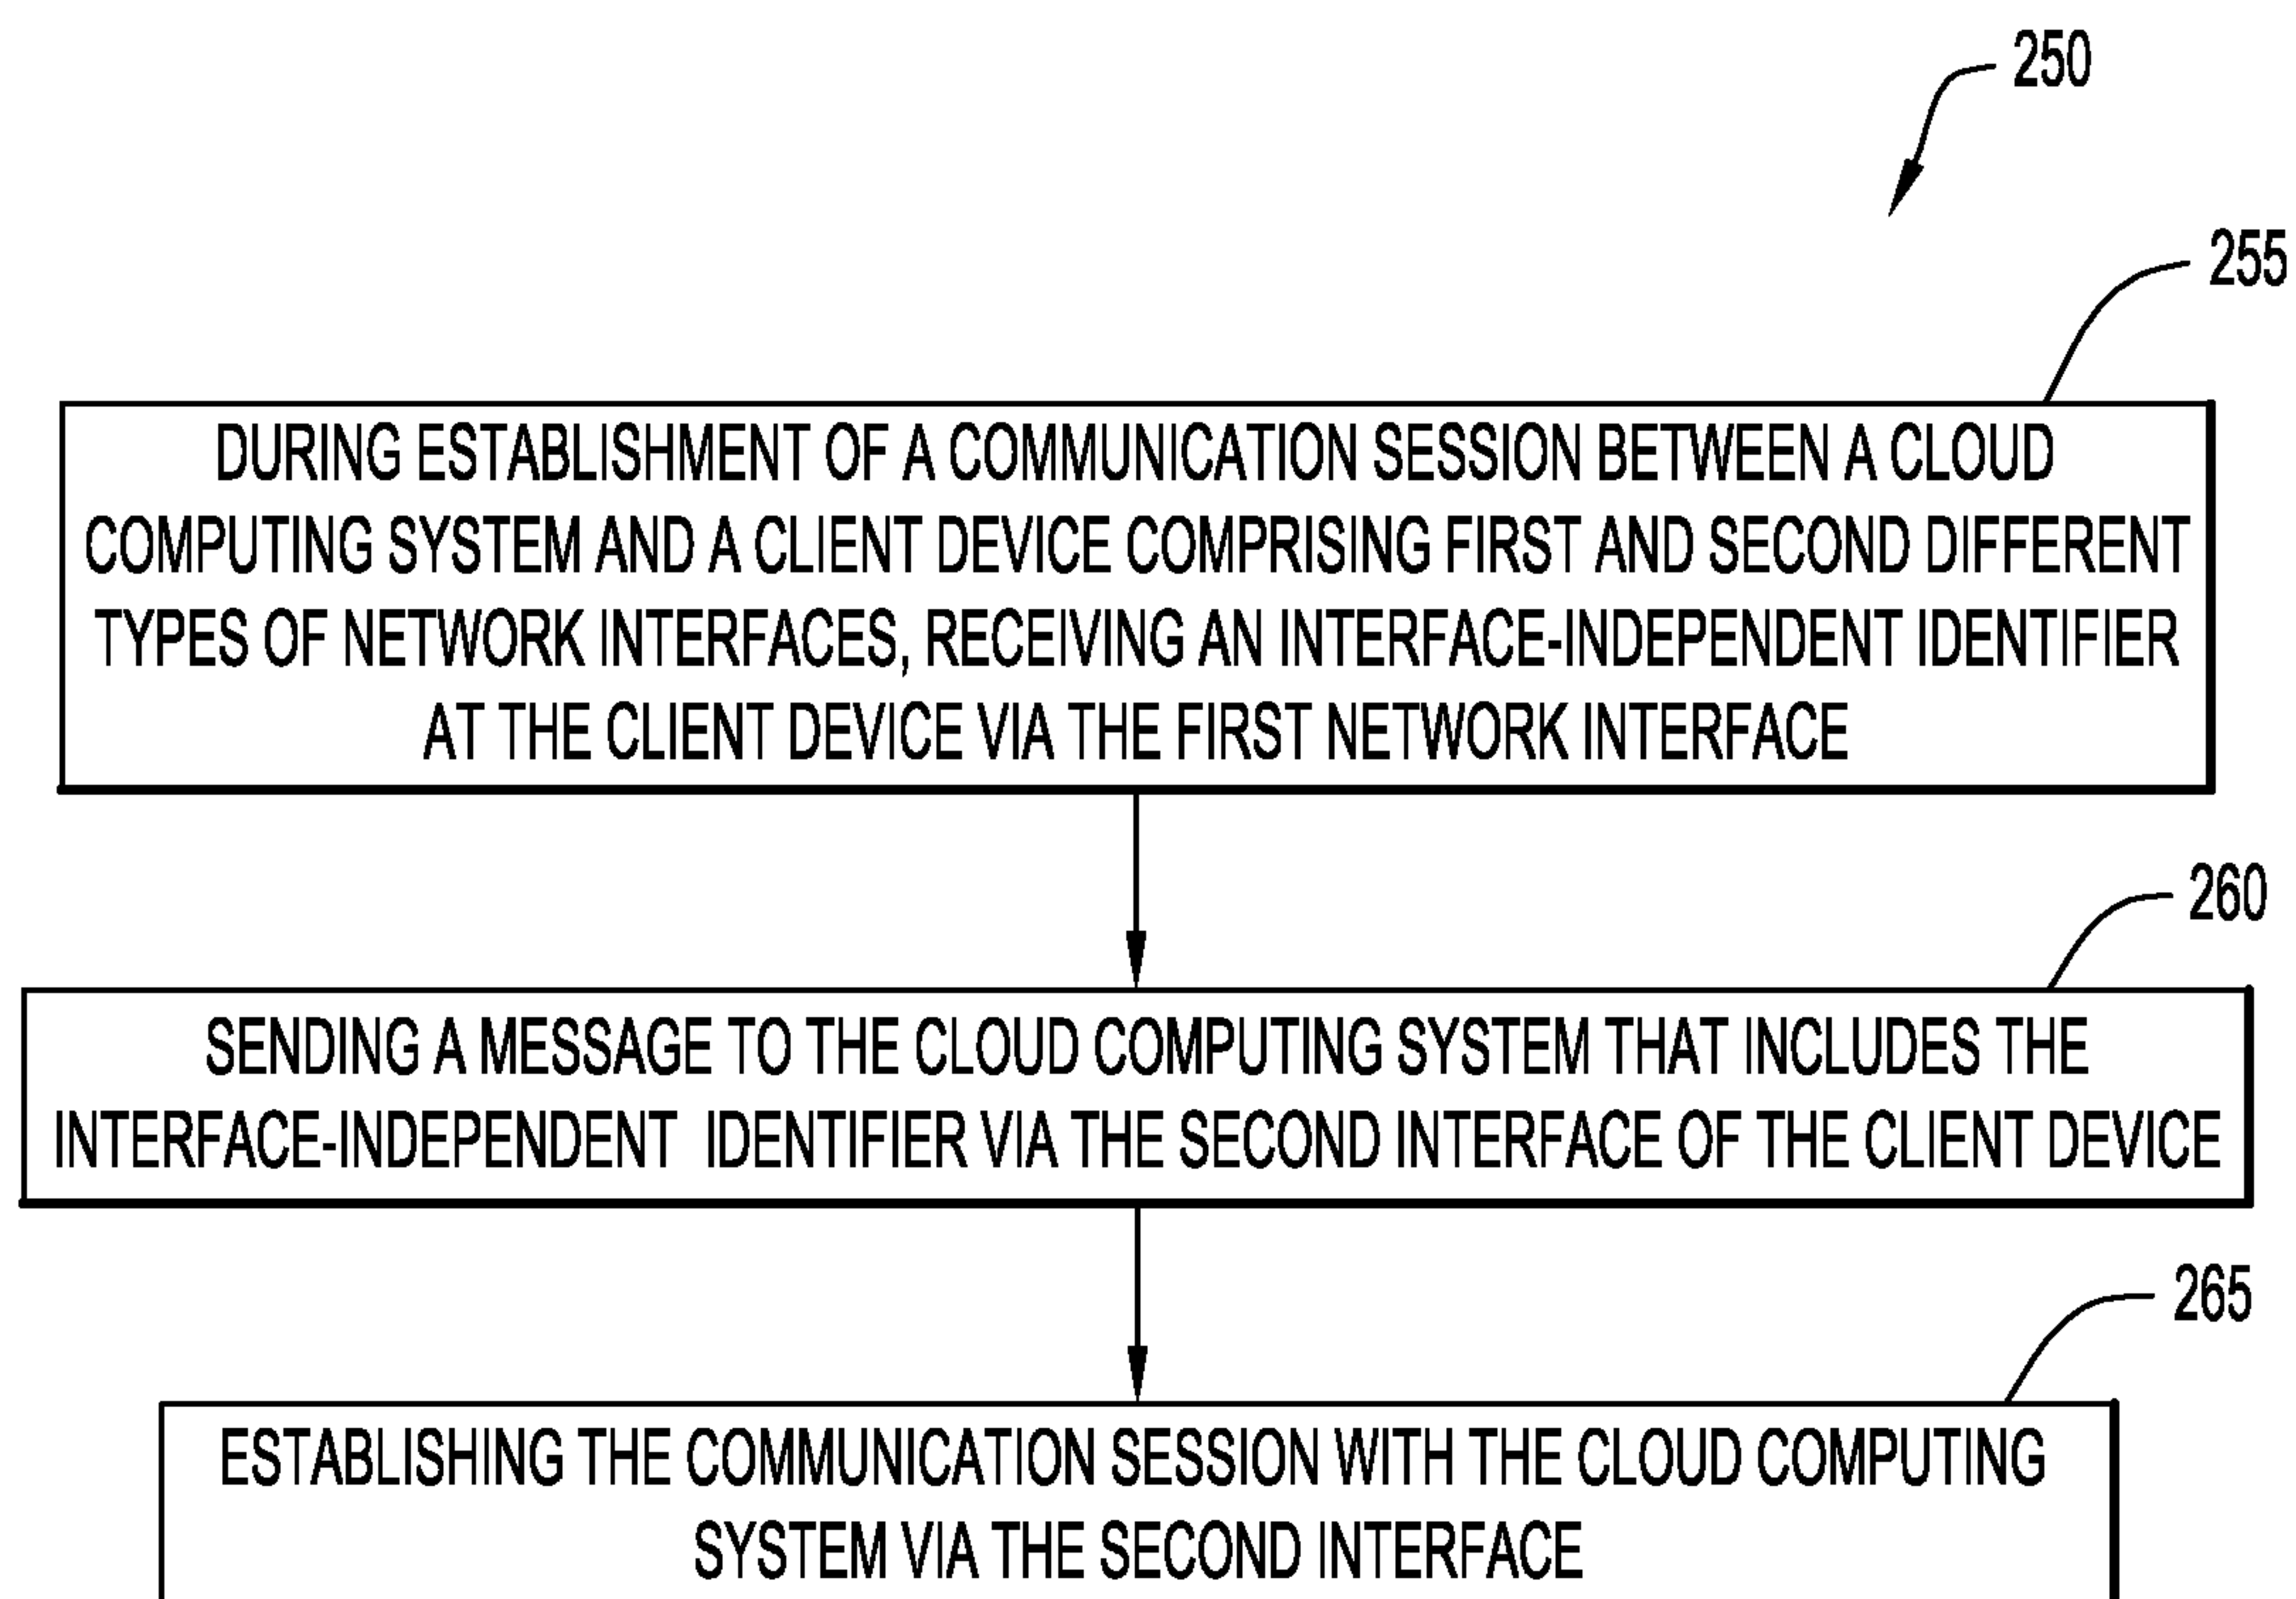 250
255
DURING ESTABLISHMENT OF A COMMUNICATION SESSION BETWEEN A CLOUD
COMPUTING SYSTEM AND A CLIENT DEVICE COMPRISING FIRST AND SECOND DIFFERENT
TYPES OF NETWORK INTERFACES, RECEIVING AN INTERFACE-INDEPENDENT IDENTIFIER
AT THE CLIENT DEVICE VIA THE FIRST NETWORK INTERFACE
260
SENDING A MESSAGE TO THE CLOUD COMPUTING SYSTEM THAT INCLUDES THE
INTERFACE-INDEPENDENT IDENTIFIER VIA THE SECOND INTERFACE OF THE CLIENT DEVICE
265
ESTABLISHING THE COMMUNICATION SESSION WITH THE CLOUD COMPUTING
SYSTEM VIA THE SECOND INTERFACE